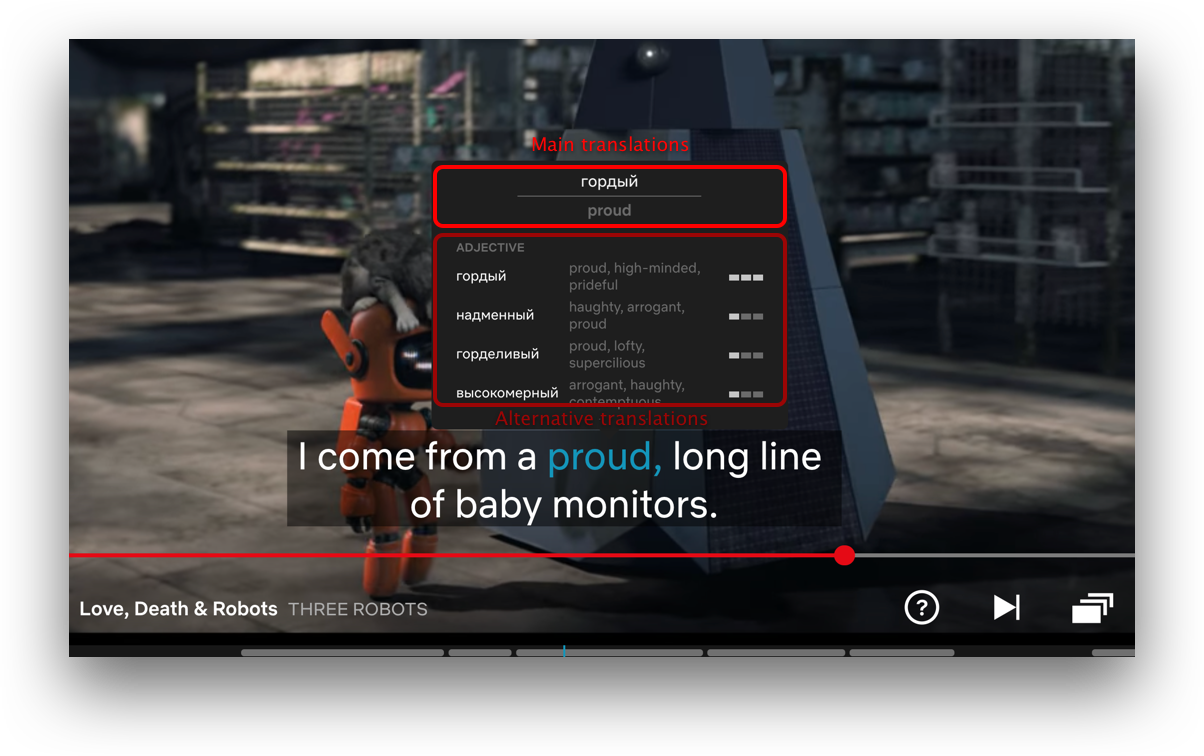 Main translations
гордый
proud
ADJECTIVE
гордый proud, high-minded,
prideful
надменный haughty, arrogant,
proud
горделивый proud, lofty,
supercilious
высокомерный arrogant, haughty,
contemptuous
Alternative translations
I come from a proud, long line
of baby monitors.
Love, Death & Robots THREE ROBOTS
?